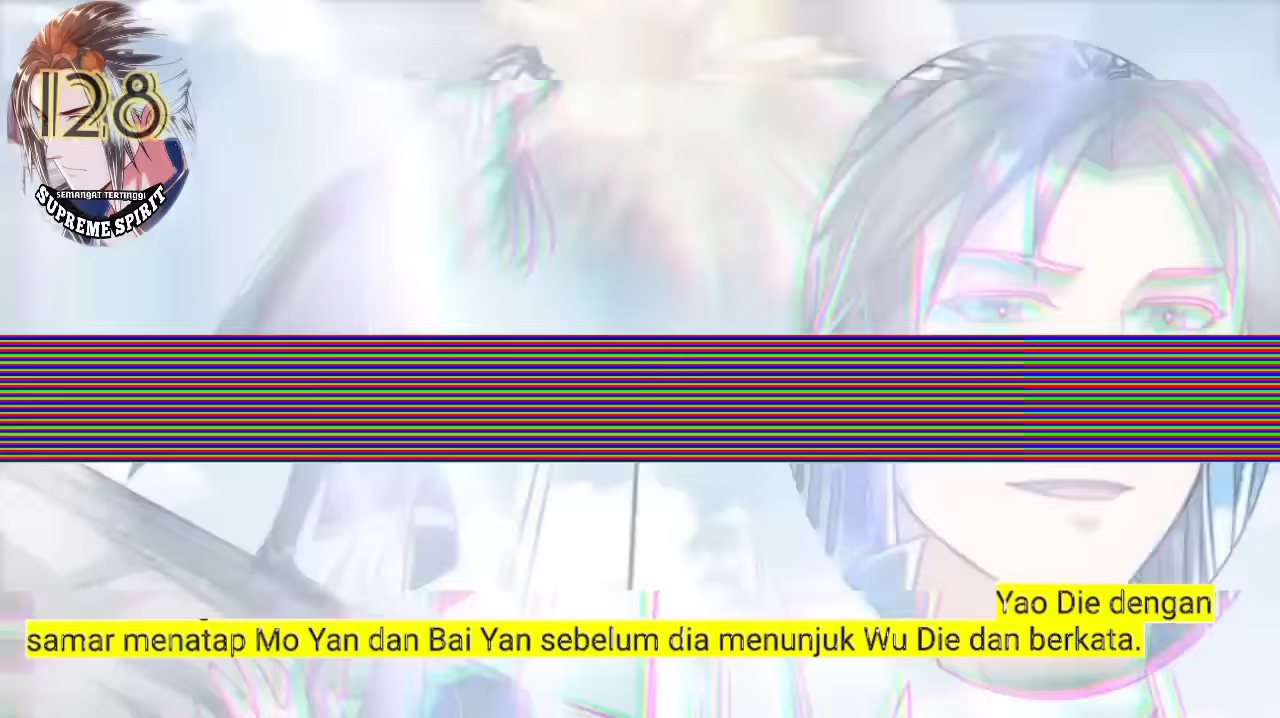 128
SEMANGAT TERTINGGI
SUPREME SPIRIT
Yao Die dengan
samar menatap Mo Yan dan Bai Yan sebelum dia menunjuk Wu Die dan berkata.